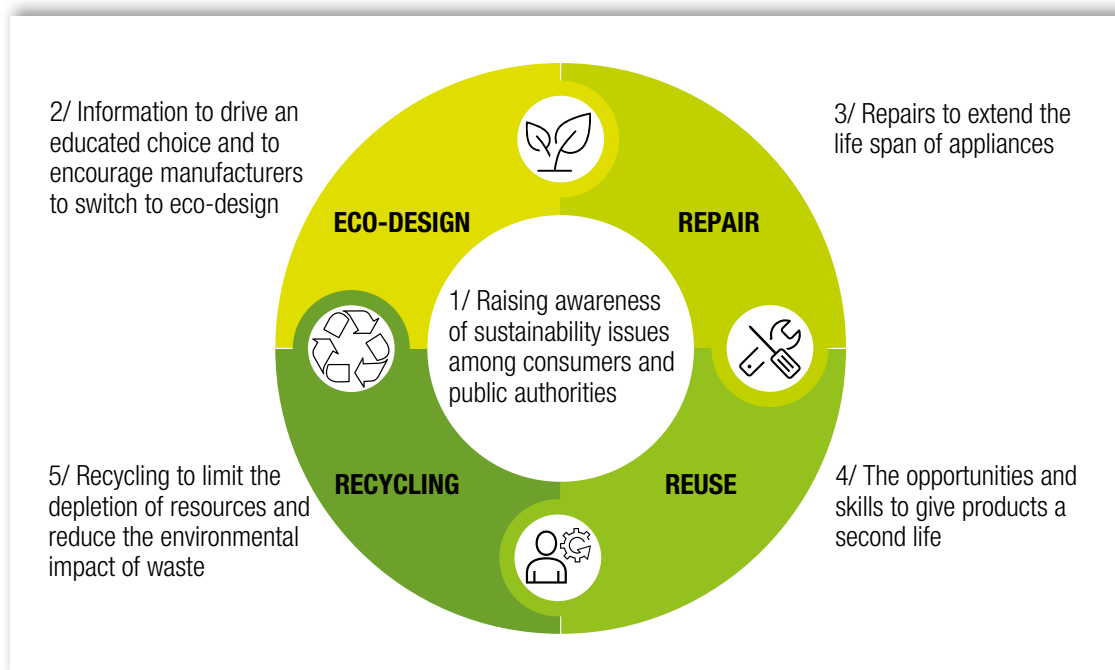 2/ Information to drive an
educated choice and to
encourage manufacturers
to switch to eco-design
3/ Repairs to extend the
life span of appliances
ECO-DESIGN
REPAIR
1/ Raising awareness
of sustainability issues
among consumers and
public authorities
RECYCLING
REUSE
5/ Recycling to limit the
depletion of resources and
reduce the environmental
impact of waste
4/ The opportunities and
skills to give products a
second life